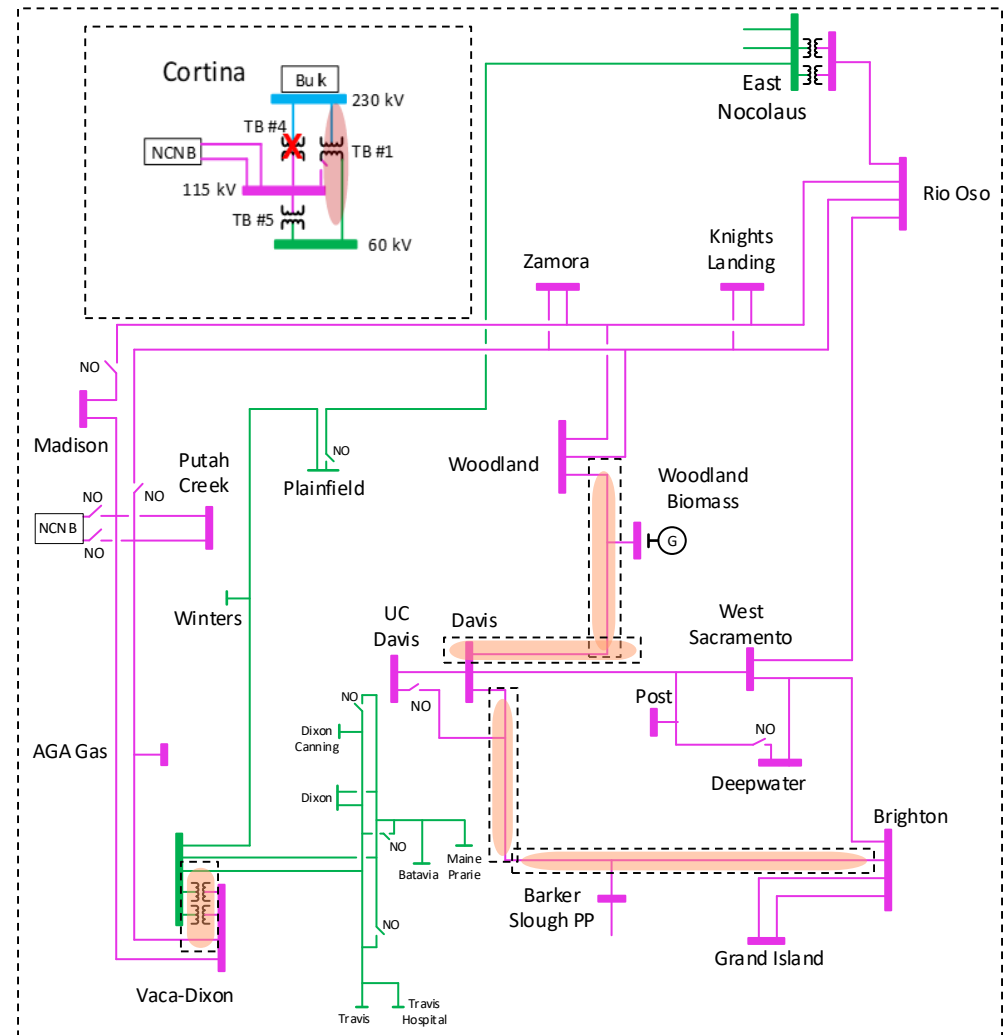 Cortina
Bulk
230 kV
TB #4
NCNB
TB #1
115 kV
TB #5
60 kV
East
Nocolaus
Rio Oso
Zamora
Knights
Landing
NO
Madison
Putah
Creek
NO
NO
NCNB
NO
NO
Plainfield
Woodland
Woodland
Biomass
G
Winters
UC
Davis
Davis
West
Sacramento
NO
NO
Post
NO
Dixon
Canning
AGA Gas
Deepwater
Dixon
Brighton
NO
Batavia
Maine
Prarie
Barker
Slough PP
NO
Grand Island
Vaca-Dixon
Travis
Travis
Hospital